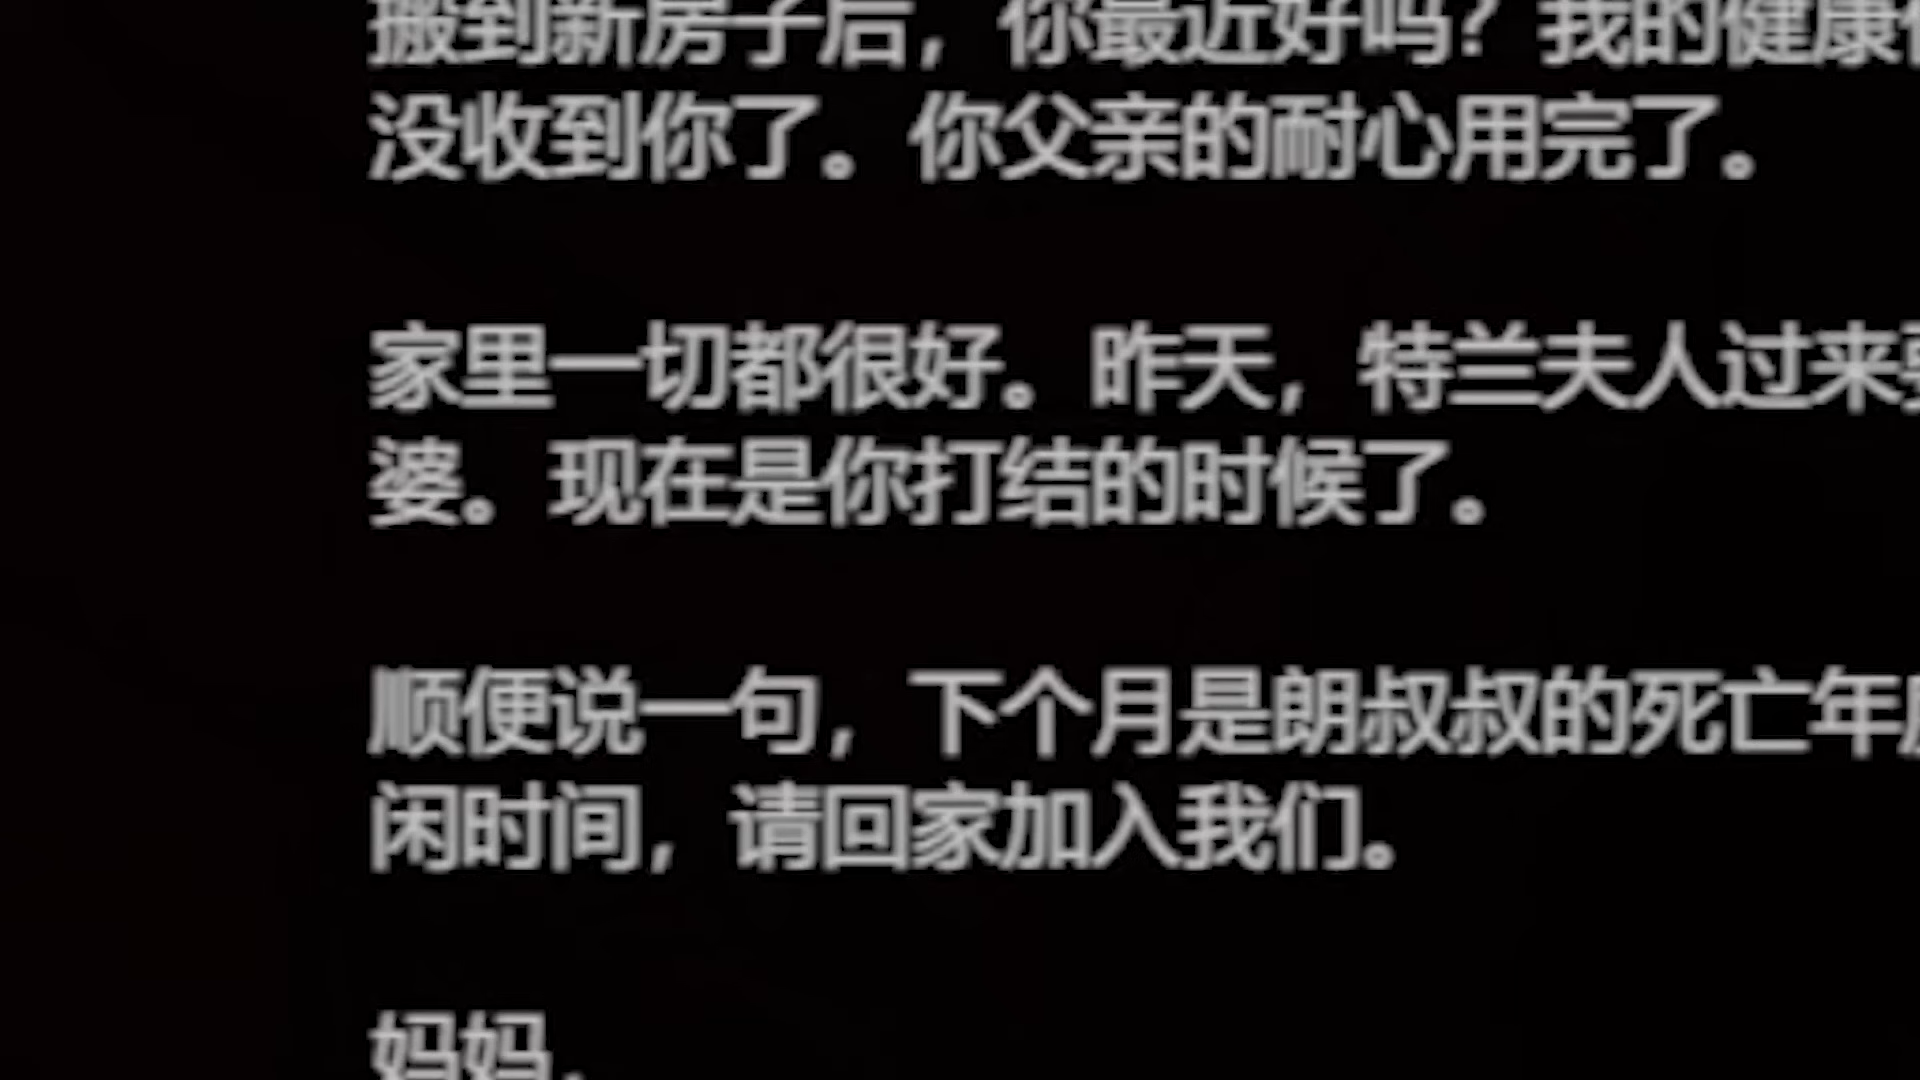 搬到新房子后，你最近好吗？我的健康
没收到你了。你父亲的耐心用完了。
家里一切都很好。昨天，特兰夫人过来要
婆。现在是你打结的时候了。
顺便说一句，下个月是朗叔叔的死亡年
闲时间，请回家加入我们。
妈妈，